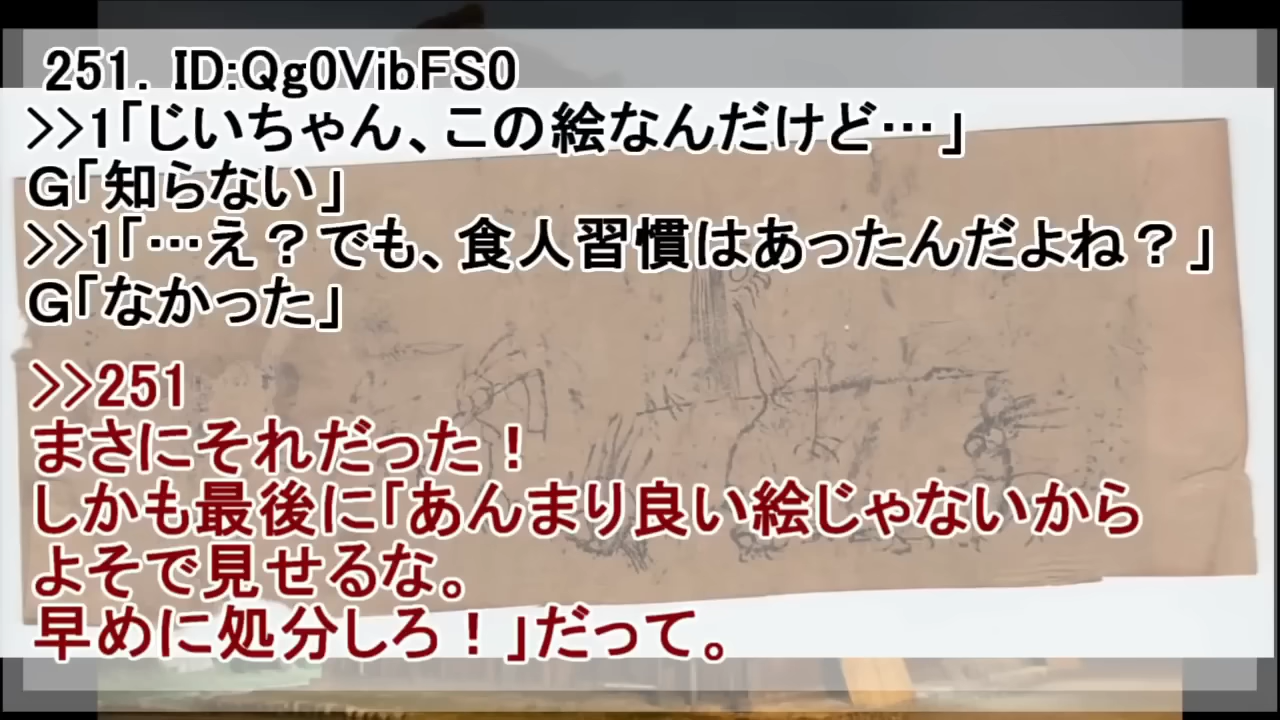 251. ID:Qg0VibFS0
>>1「じいちゃん、この絵なんだけど…」
G「知らない」
>>1「…え？でも、食人習慣はあったんだよね？」
G「なかった」
>>251
まさにそれだった！
しかも最後に「あんまり良い絵じゃないから
よそで見せるな。
早めに処分しろ！」だって。